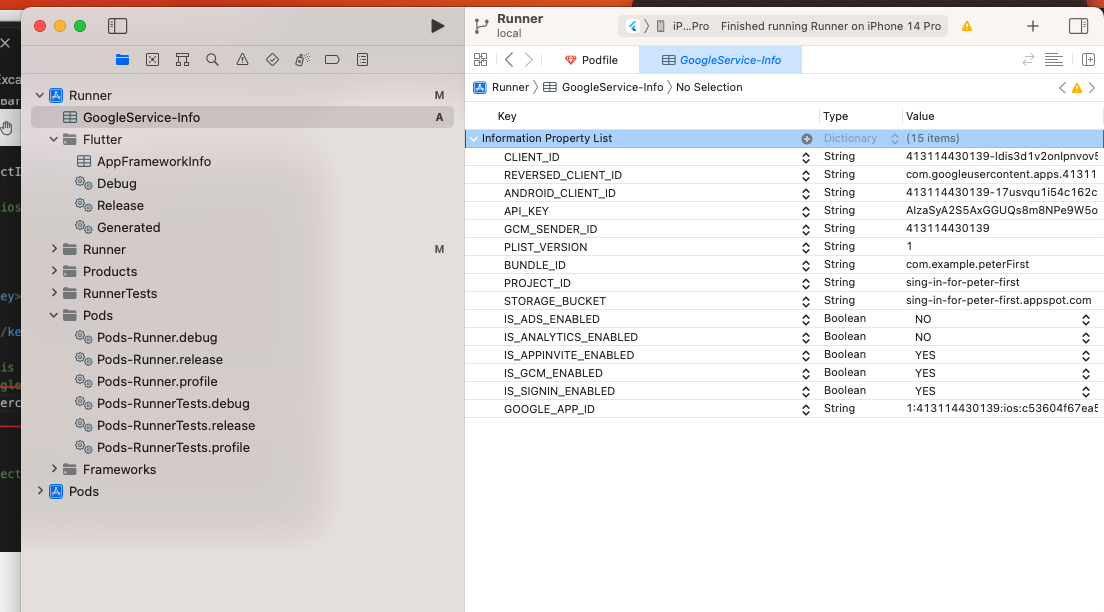 Runner
local
iP...Pro Finished running Runner on iPhone 14 Pro
Podfile
GoogleService-Info
Runner GoogleService-Info No Selection
Runner M
GoogleService-Info A
Flutter
AppFrameworkInfo
Debug
Release
Generated
Runner M
Products
RunnerTests
Pods
Pods-Runner.debug
Pods-Runner.release
Pods-Runner.profile
Pods-RunnerTests.debug
Pods-RunnerTests.release
Pods-RunnerTests.profile
Frameworks
Pods
Key Type Value
Information Property List Dictionary (15 items)
CLIENT_ID String 413114430139-ldis3d1v2onlpnvov5
REVERSED_CLIENT_ID String com.googleusercontent.apps.41311
ANDROID_CLIENT_ID String 413114430139-17usvqu1i54c162c
API_KEY String AIzaSyA2S5AxGGUQs8m8NPe9W5o
GCM_SENDER_ID String 413114430139
PLIST_VERSION String 1
BUNDLE_ID String com.example.peterFirst
PROJECT_ID String sing-in-for-peter-first
STORAGE_BUCKET String sing-in-for-peter-first.appspot.com
IS_ADS_ENABLED Boolean NO
IS_ANALYTICS_ENABLED Boolean NO
IS_APPINVITE_ENABLED Boolean YES
IS_GCM_ENABLED Boolean YES
IS_SIGNIN_ENABLED Boolean YES
GOOGLE_APP_ID String 1:413114430139:ios:c53604f67ea5